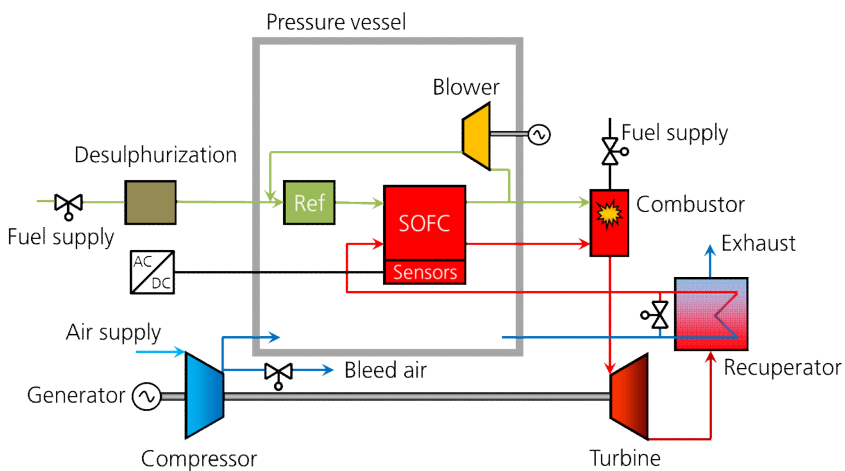 Pressure vessel
Blower
Fuel supply
Desulphurization
Ref
SOFC
Combustor
Fuel supply
Exhaust
AC
DC
Sensors
Air supply
Bleed air
Recuperator
Generator
Compressor
Turbine